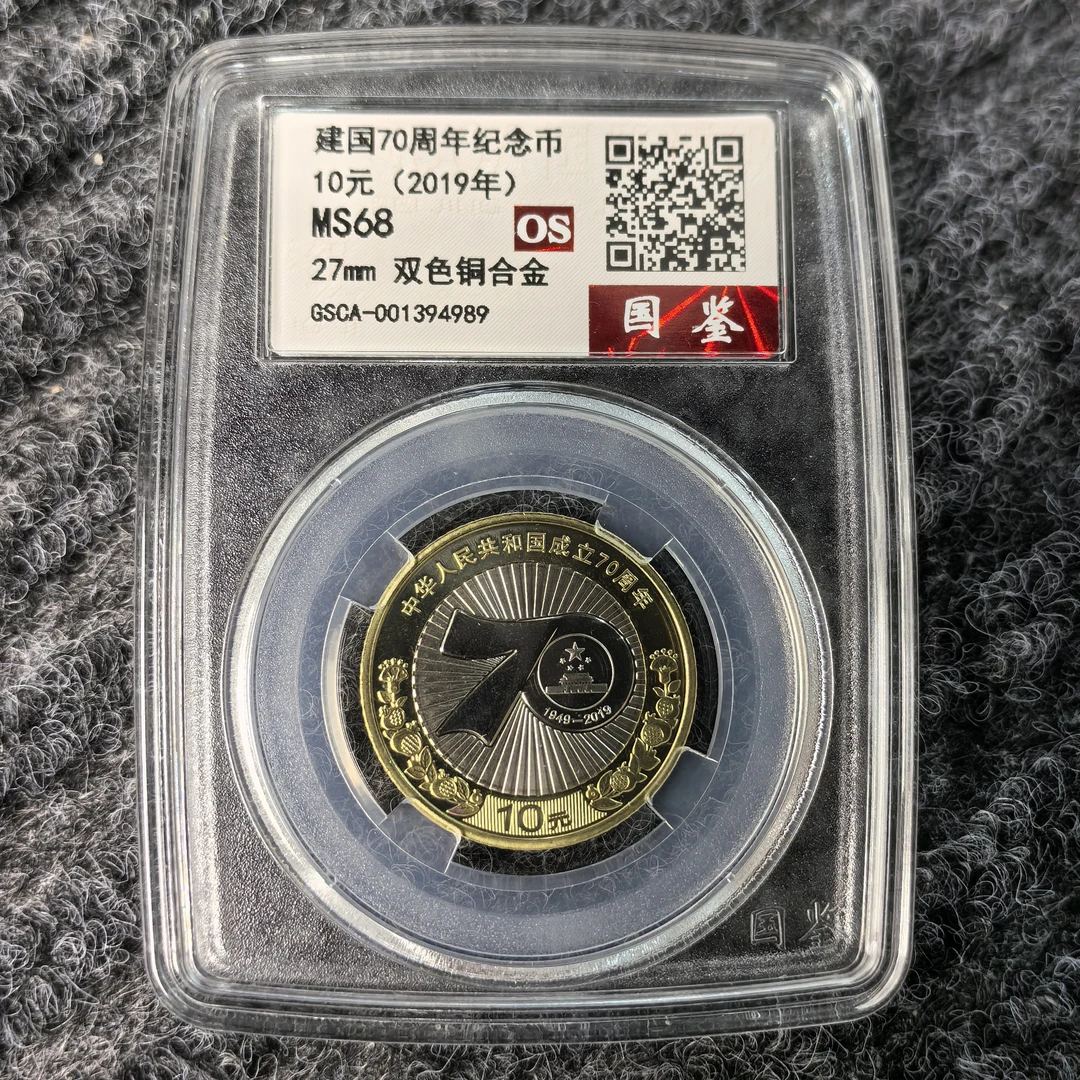 建国70周年纪念币
10元（2019年）
MS68
OS
27mm 双色铜合金
GSCA-001394989
国鉴
中华人民共和国成立70周年
70
1949-2019
10元
国鉴